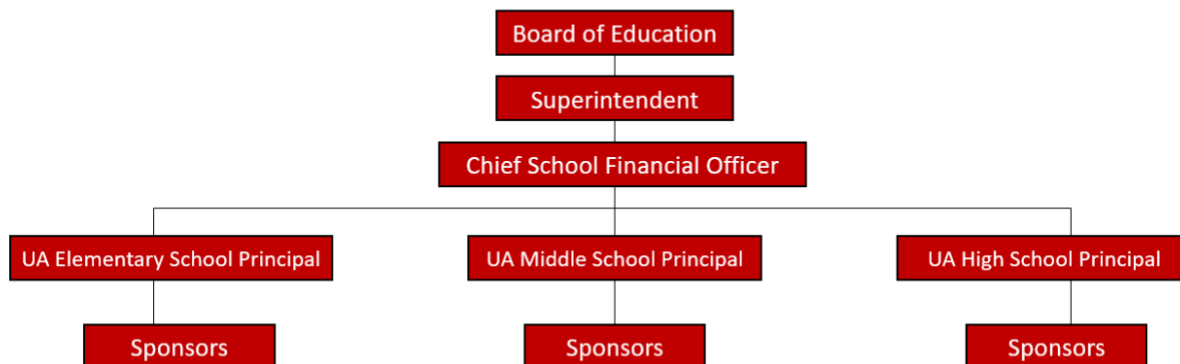 Board of Education
Superintendent
Chief School Financial Officer
UA Elementary School Principal
UA Middle School Principal
UA High School Principal
Sponsors
Sponsors
Sponsors